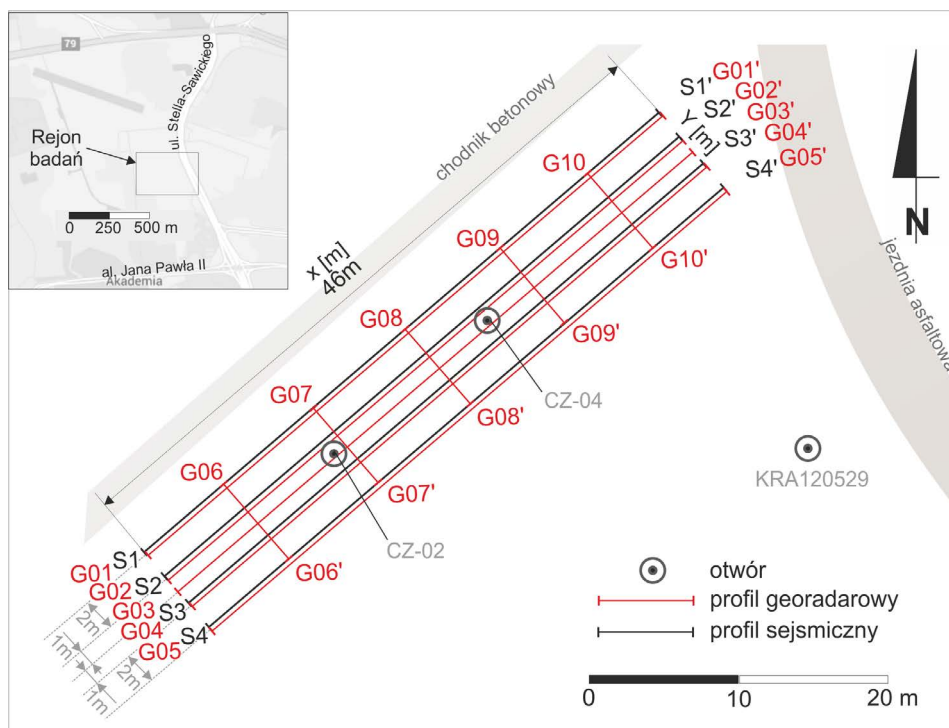 79
ul. Stella-Sawickiego
Rejon
badań
0 250 500 m
al. Jana Pawła II
Akademia
chodnik betonowy
x [m]
46m
Y [m]
S1' G01'
G02'
S2' G03'
S3' G04'
S4' G05'
N
jezdnia asfaltowa
G10
G09
G10'
G08
G09'
G07
CZ-04
G08'
G06
KRA120529
G07'
CZ-02
G06'
G01 S1
G02 S2
G03 S3
G04
G05 S4
2m
1m
2m
1m
otwór
profil georadarowy
profil sejsmiczny
0 10 20 m